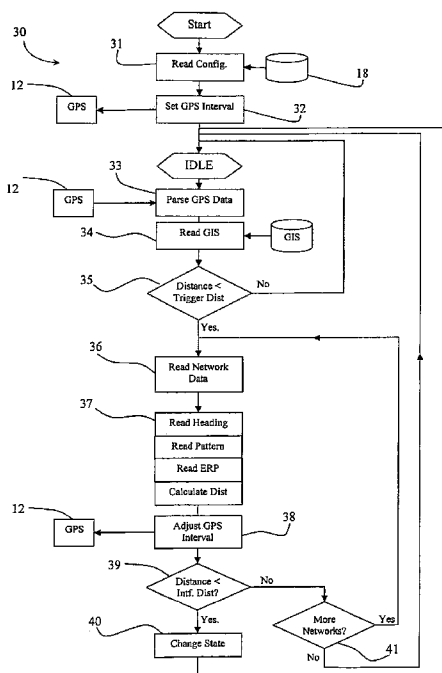 Start
30
31
Read Config.
18
12
GPS
Set GPS Interval
32
IDLE
33
12
GPS
Parse GPS Data
34
Read GIS
GIS
35
Distance <
Trigger Dist
No
Yes.
36
Read Network
Data
37
Read Heading
Read Pattern
Read ERP
Calculate Dist
12
GPS
Adjust GPS
Interval
38
39
Distance <
Intf. Dist?
No
Yes.
40
Change State
More
Networks?
Yes
No
41